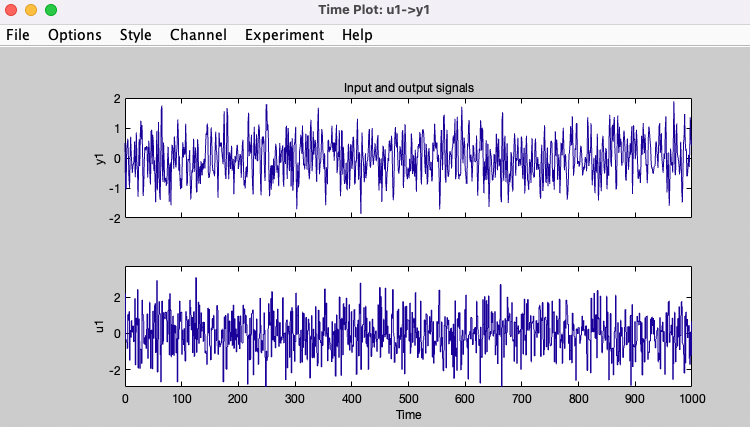 Time Plot: u1->y1
File Options Style Channel Experiment Help
Input and output signals
2
1
0
-1
-2
y1
2
0
-2
u1
0 100 200 300 400 500 600 700 800 900 1000
Time